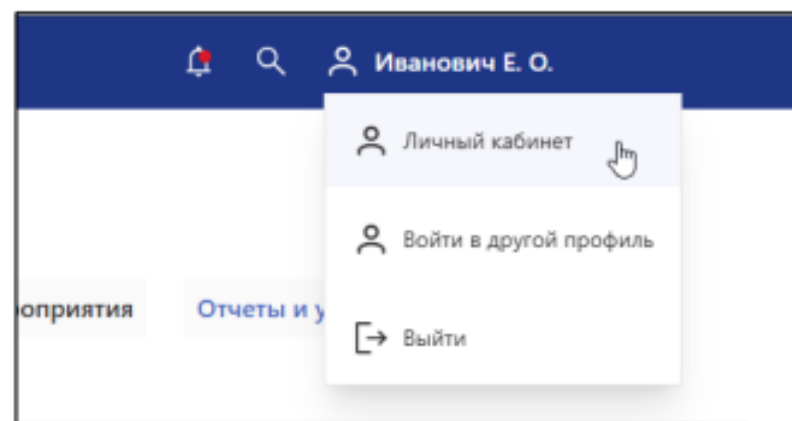 Иванович Е. О.
Личный кабинет
Войти в другой профиль
оприятия Отчеты и у
Выйти